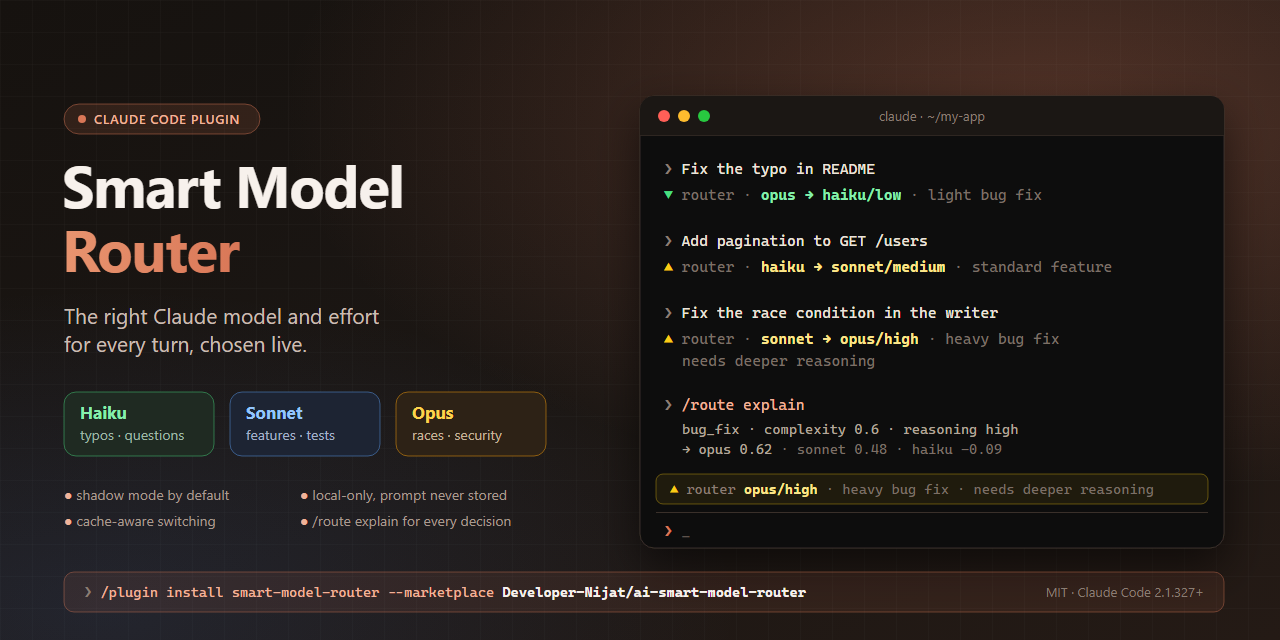 CLAUDE CODE PLUGIN
Smart Model
Router
The right Claude model and effort
for every turn, chosen live.
Haiku
typos · questions
Sonnet
features · tests
Opus
races · security
● shadow mode by default
● local-only, prompt never stored
● cache-aware switching
● /route explain for every decision
claude · ~/my-app
❯ Fix the typo in README
▼ router · opus → haiku/low · light bug fix
❯ Add pagination to GET /users
▲ router · haiku → sonnet/medium · standard feature
❯ Fix the race condition in the writer
▲ router · sonnet → opus/high · heavy bug fix
needs deeper reasoning
❯ /route explain
bug_fix · complexity 0.6 · reasoning high
→ opus 0.62 · sonnet 0.48 · haiku −0.09
▲ router opus/high · heavy bug fix · needs deeper reasoning
❯ _
❯ /plugin install smart-model-router --marketplace Developer-Nijat/ai-smart-model-router
MIT · Claude Code 2.1.327+